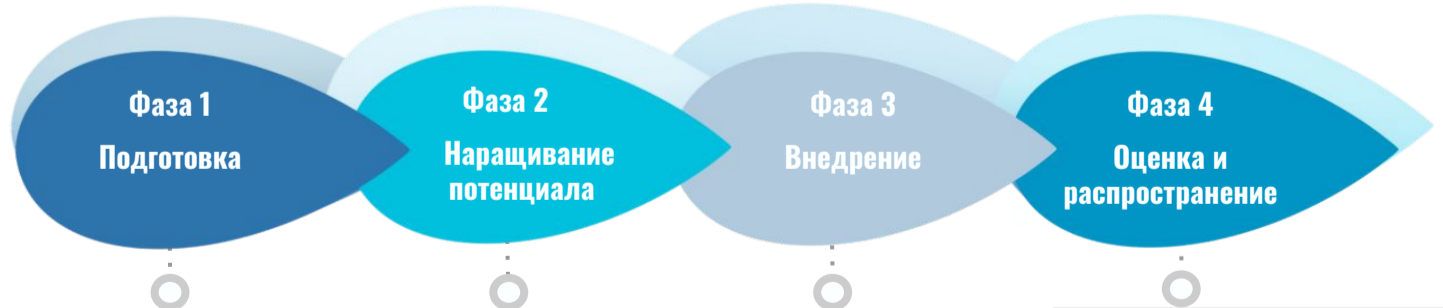 Фаза 1
Подготовка
Фаза 2
Наращивание
потенциала
Фаза 3
Внедрение
Фаза 4
Оценка и
распространение